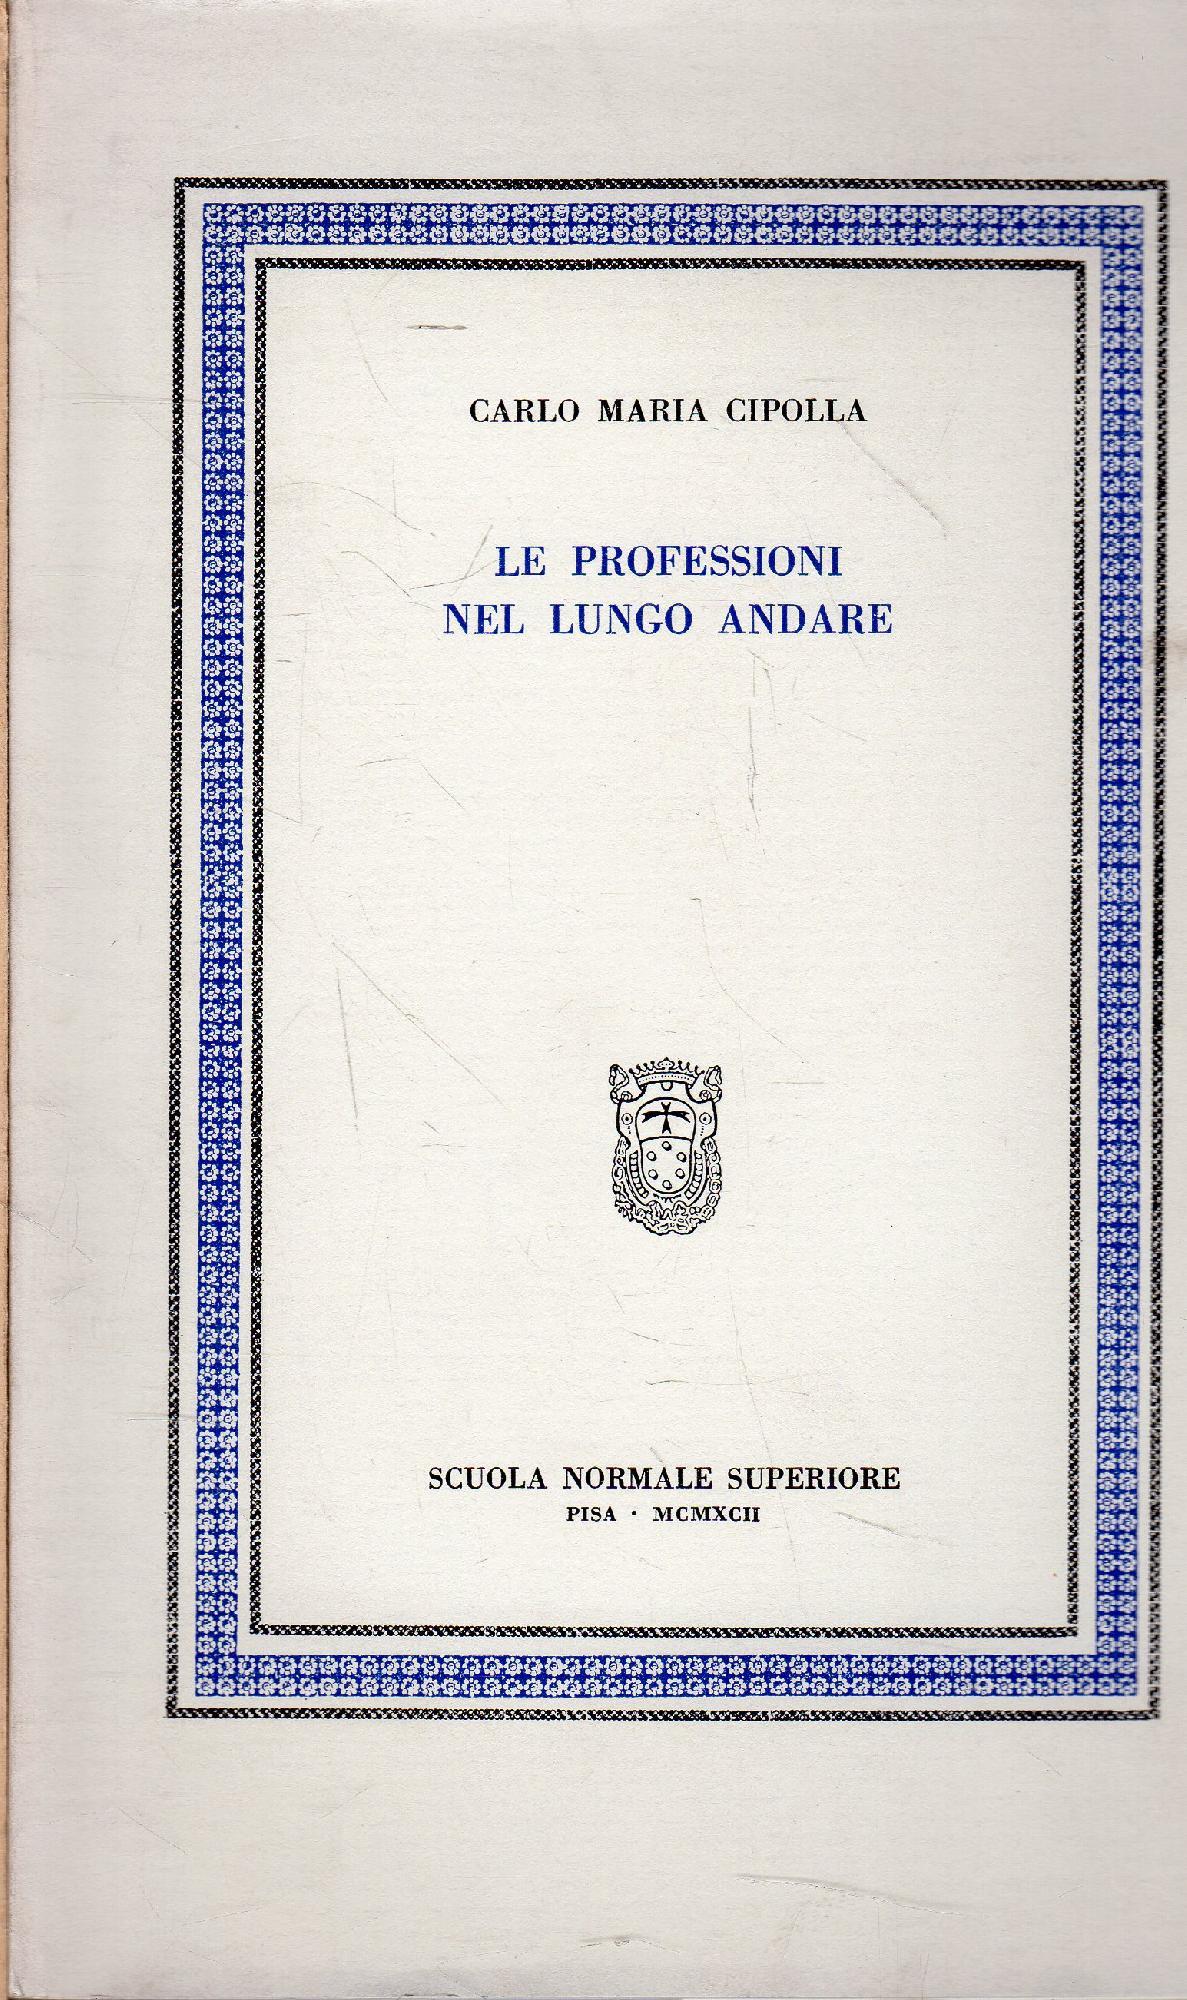 CARLO MARIA CIPOLLA
LE PROFESSIONI
NEL LUNGO ANDARE
SCUOLA NORMALE SUPERIORE
PISA · MCMXCII